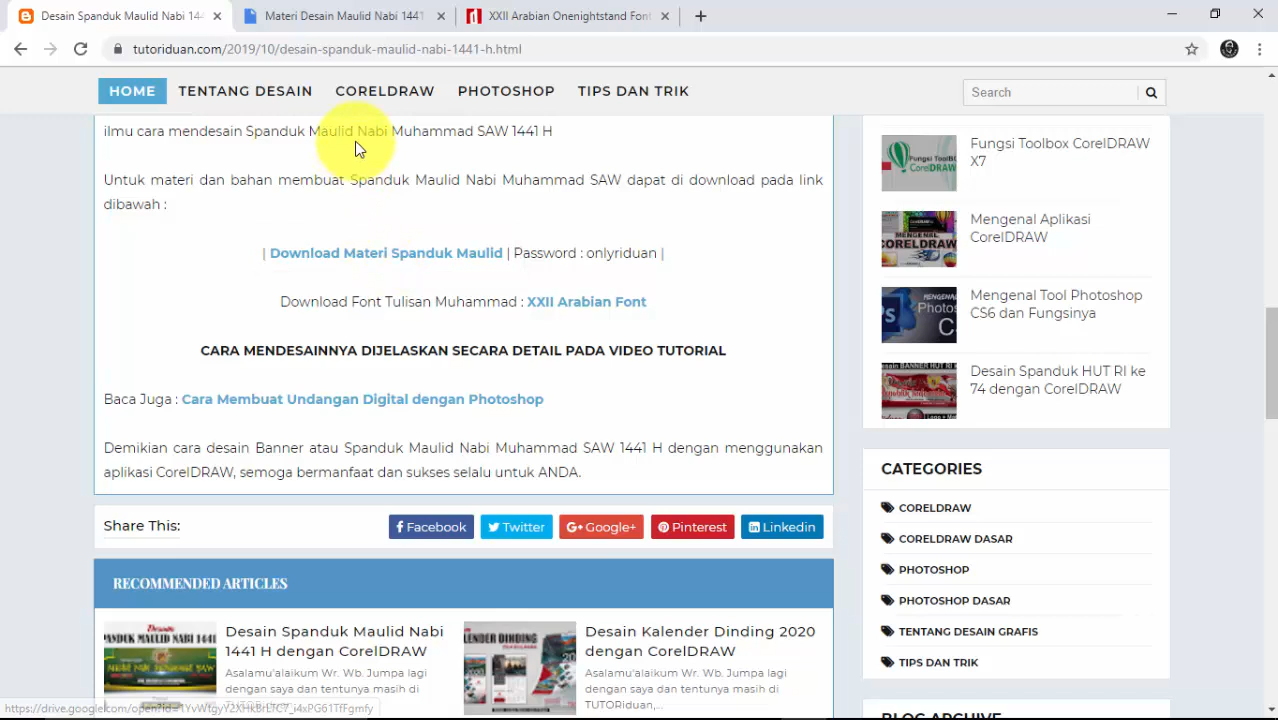 Desain Spanduk Maulid Nabi 144
Materi Desain Maulid Nabi 1441
XXII Arabian Onenightstand Font
tutoriduan.com/2019/10/desain-spanduk-maulid-nabi-1441-h.html
HOME TENTANG DESAIN CORELDRAW PHOTOSHOP TIPS DAN TRIK
Search
ilmu cara mendesain Spanduk Maulid Nabi Muhammad SAW 1441 H
Untuk materi dan bahan membuat Spanduk Maulid Nabi Muhammad SAW dapat di download pada link
dibawah :
| Download Materi Spanduk Maulid | Password : onlyriduan |
Download Font Tulisan Muhammad : XXII Arabian Font
CARA MENDESAINNYA DIJELASKAN SECARA DETAIL PADA VIDEO TUTORIAL
Baca Juga : Cara Membuat Undangan Digital dengan Photoshop
Demikian cara desain Banner atau Spanduk Maulid Nabi Muhammad SAW 1441 H dengan menggunakan
aplikasi CorelDRAW, semoga bermanfaat dan sukses selalu untuk ANDA.
Share This:
Facebook
Twitter
Google+
Pinterest
Linkedin
RECOMMENDED ARTICLES
Desain Spanduk Maulid Nabi
1441 H dengan CorelDRAW
Asalamu'alaikum Wr. Wb. Jumpa lagi
dengan saya dan tentunya masih di
Desain Kalender Dinding 2020
dengan CorelDRAW
Asalamu'alaikum Wr. Wb. Jumpa lagi
dengan saya dan tentunya masih di
TUTORiduan,...
Fungsi Toolbox CorelDRAW
X7
Mengenal Aplikasi
CorelDRAW
Mengenal Tool Photoshop
CS6 dan Fungsinya
Desain Spanduk HUT RI ke
74 dengan CorelDRAW
CATEGORIES
CORELDRAW
CORELDRAW DASAR
PHOTOSHOP
PHOTOSHOP DASAR
TENTANG DESAIN GRAFIS
TIPS DAN TRIK
BLOG ARCHIVE